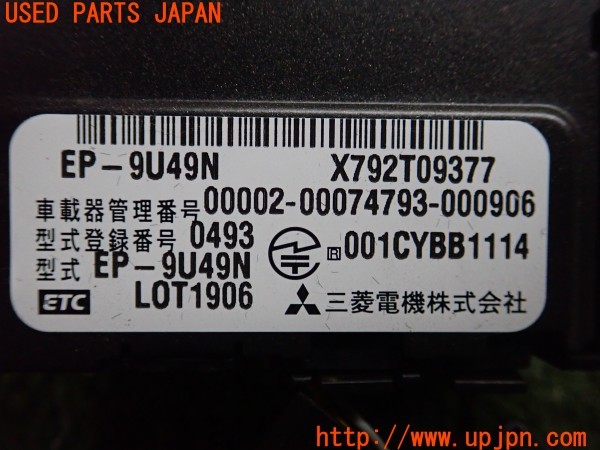 USED PARTS JAPAN
EP-9U49N X792T09377
車載器管理番号 00002-00074793-000906
型式登録番号 0493
R 001CYBB1114
型式 EP-9U49N
ETC LOT1906 三菱電機株式会社
http://www.upjpn.com/